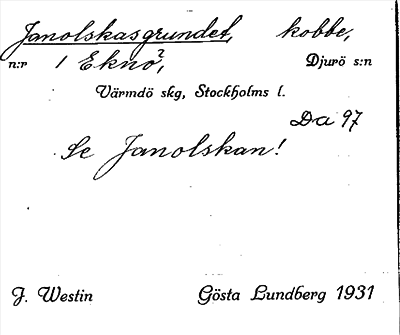 Janolskasgrundet, kobbe,
n:r 1 Eknö?, Djurö s:n
Värmdö skg, Stockholms l.
Da 97
Se Janolskan!
J. Westin Gösta Lundberg 1931